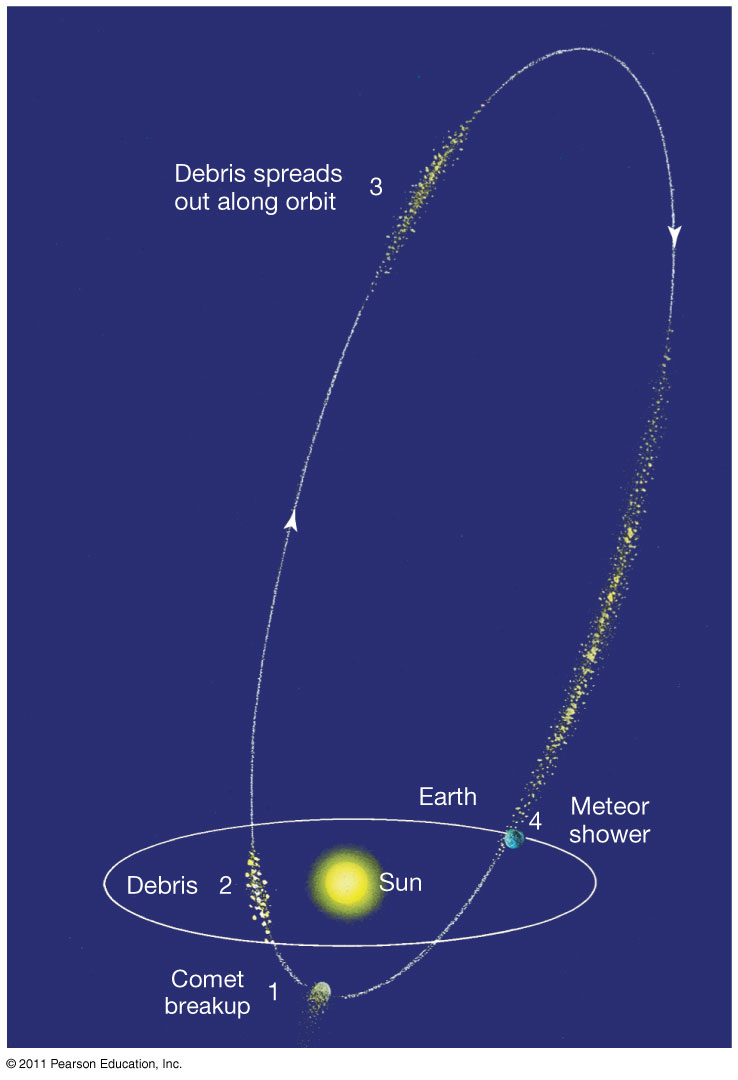 Debris spreads
out along orbit
3
Earth
4
Meteor
shower
Debris 2
Sun
Comet
breakup
1
© 2011 Pearson Education, Inc.